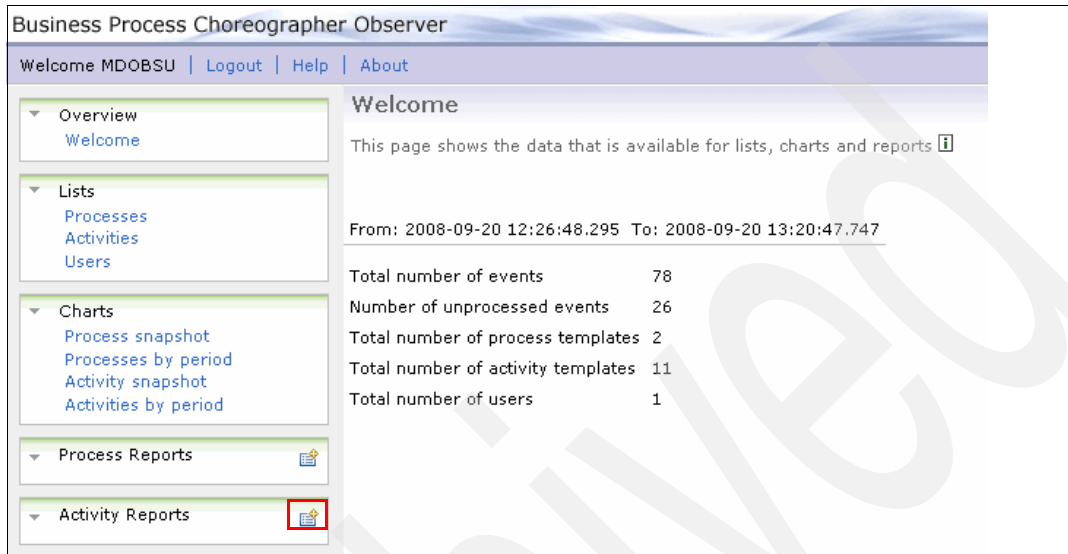 Business Process Choreographer Observer
Welcome MDOBSU | Logout | Help | About
Overview
Welcome
Lists
Processes
Activities
Users
Charts
Process snapshot
Processes by period
Activity snapshot
Activities by period
Process Reports
Activity Reports
Welcome
This page shows the data that is available for lists, charts and reports i
From: 2008-09-20 12:26:48.295 To: 2008-09-20 13:20:47.747
Total number of events 78
Number of unprocessed events 26
Total number of process templates 2
Total number of activity templates 11
Total number of users 1